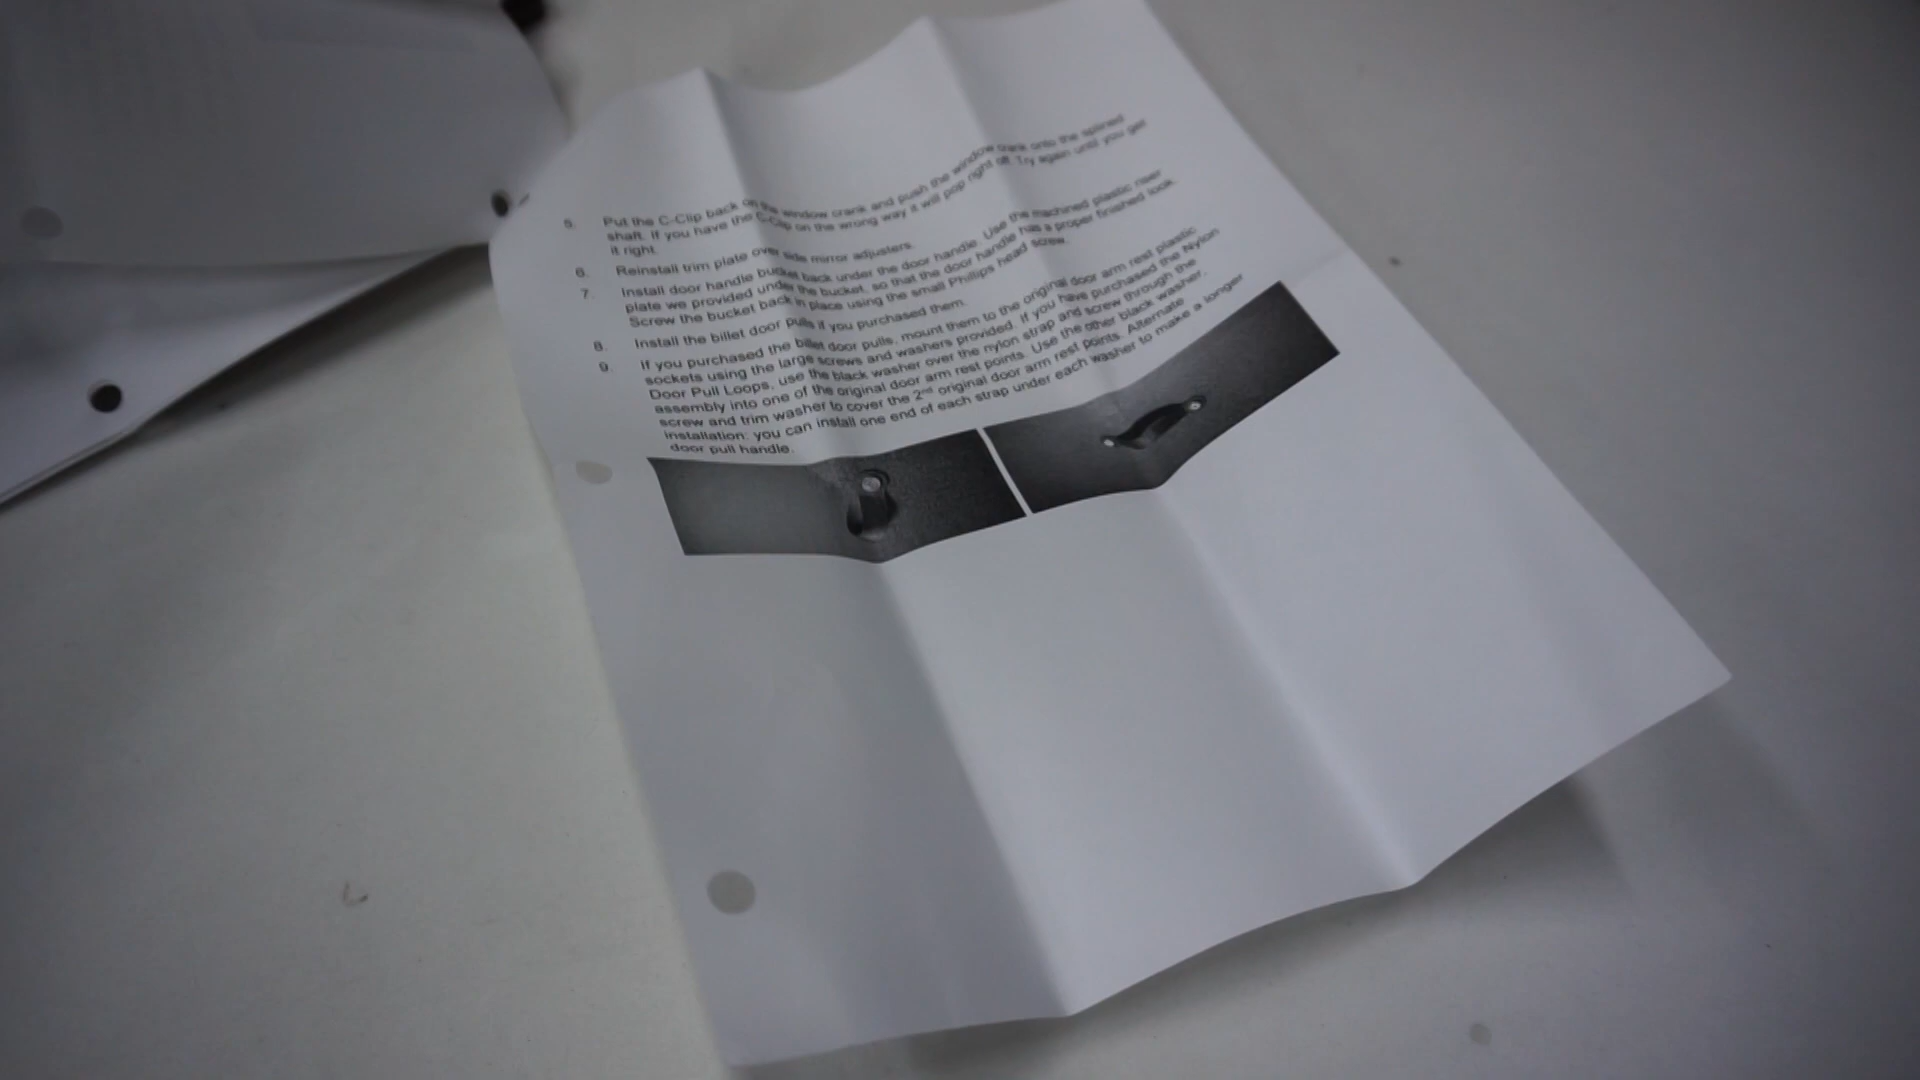 5. Put the C-Clip back on the window crank and push the window crank onto the splined
shaft. If you have the C-Clip on the wrong way it will pop right off. Try again until you get
it right.
6. Reinstall trim plate over side mirror adjusters.
7. Install door handle bucket back under the door handle. Use the machined plastic riser
plate we provided under the bucket, so that the door handle has a proper finished look.
Screw the bucket back in place using the small Phillips head screw.
8. Install the billet door pulls if you purchased them.
9. If you purchased the billet door pulls, mount them to the original door arm rest plastic
sockets using the large screws and washers provided. If you have purchased the Nylon
Door Pull Loops, use the black washer over the nylon strap and screw through the
assembly into one of the original door arm rest points. Use the other black washer,
screw and trim washer to cover the 2nd original door arm rest points. Alternate
installation: you can install one end of each strap under each washer to make a longer
door pull handle.